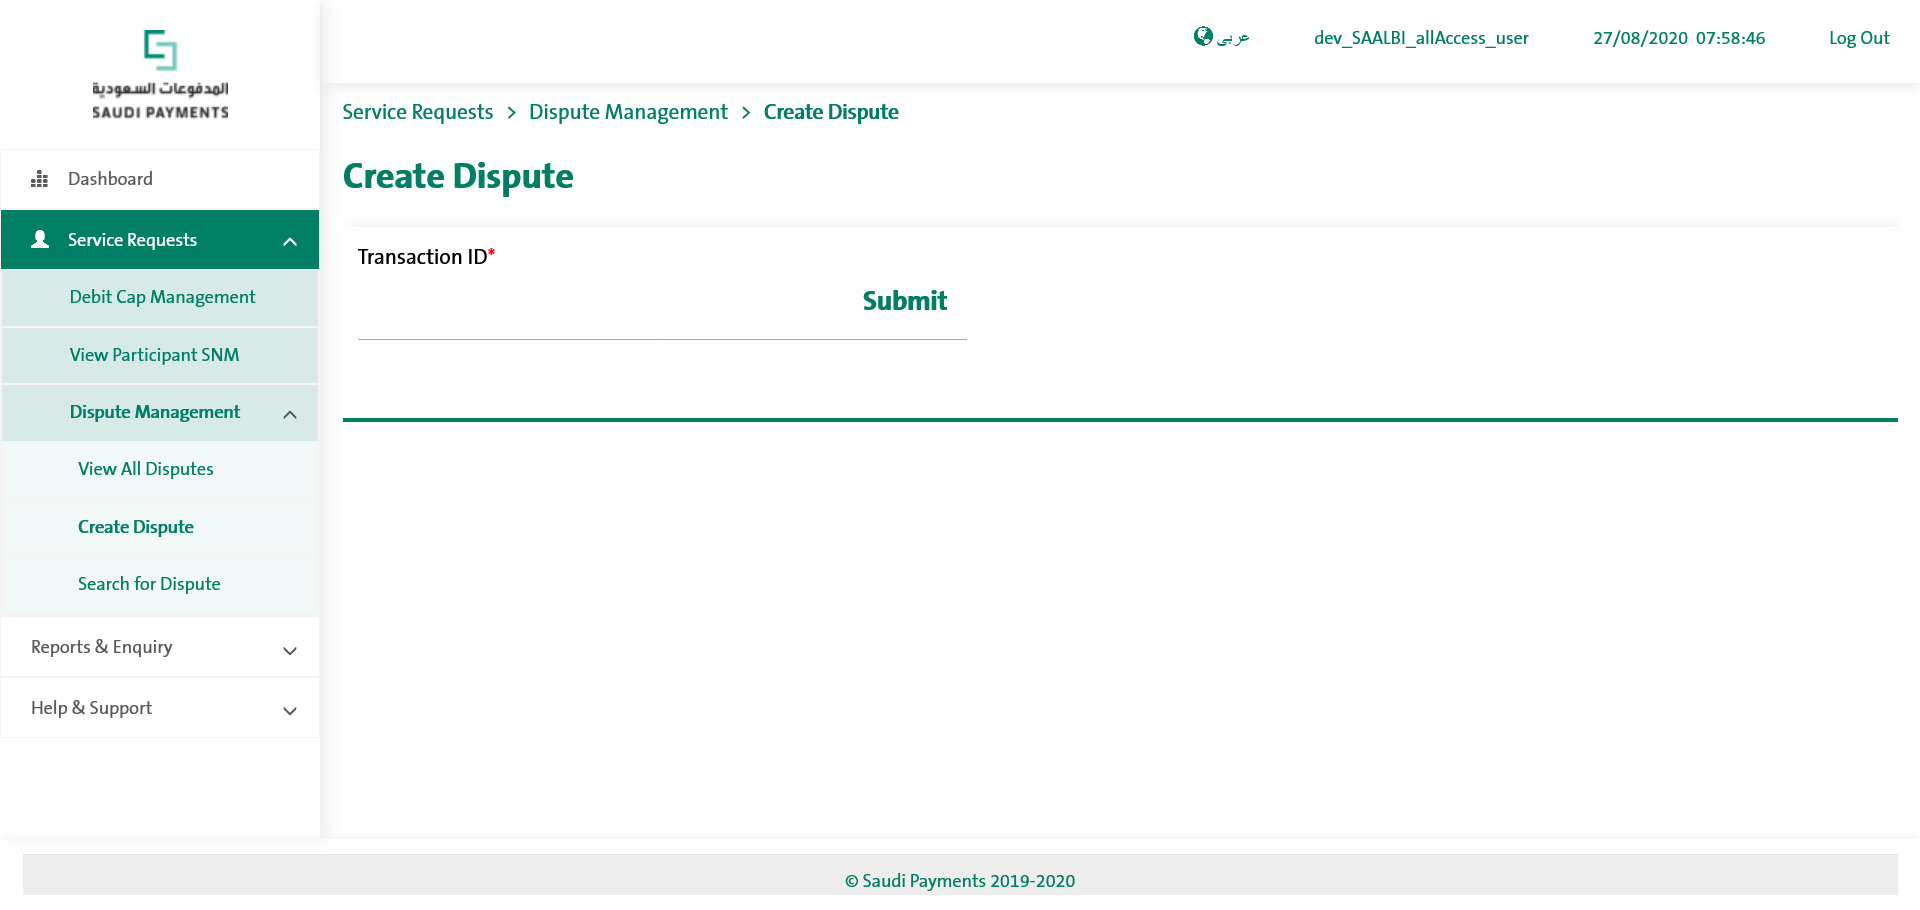 المدفوعات السعودية
SAUDI PAYMENTS
عربى
dev_SAALBI_allAccess_user
27/08/2020 07:58:46
Log Out
Dashboard
Service Requests
Debit Cap Management
View Participant SNM
Dispute Management
View All Disputes
Create Dispute
Search for Dispute
Reports & Enquiry
Help & Support
Service Requests > Dispute Management > Create Dispute
Create Dispute
Transaction ID*
Submit
© Saudi Payments 2019-2020